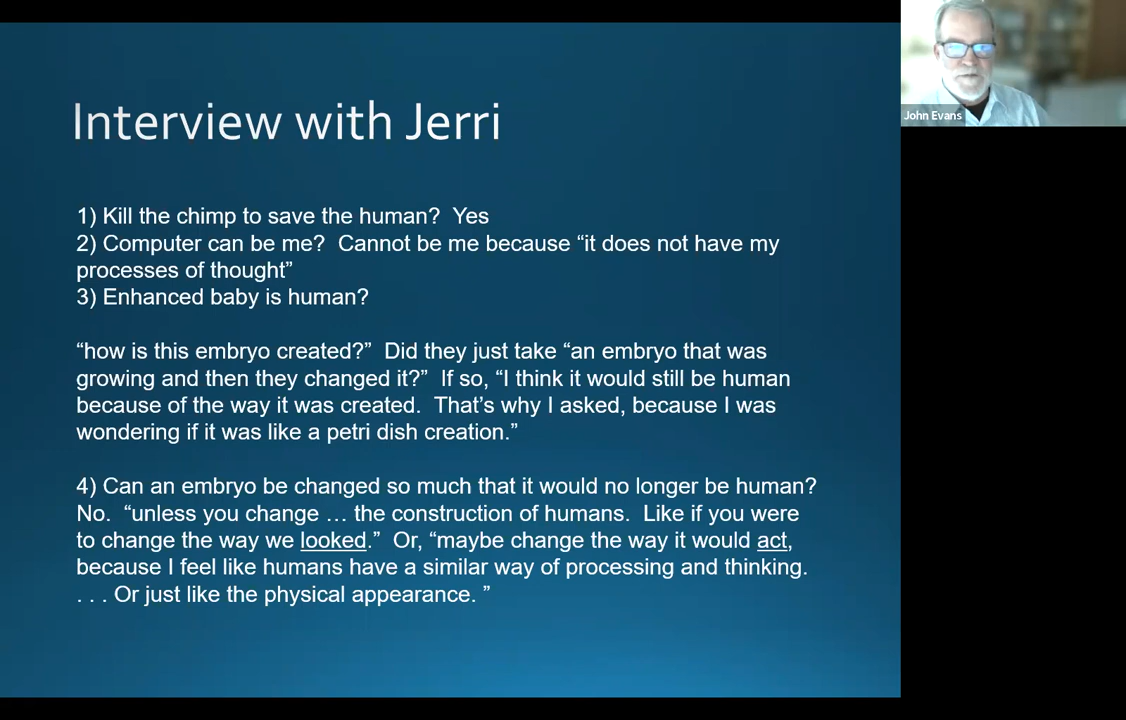 Interview with Jerri
John Evans
1) Kill the chimp to save the human?  Yes
2) Computer can be me?  Cannot be me because “it does not have my
processes of thought”
3) Enhanced baby is human?
“how is this embryo created?”  Did they just take “an embryo that was
growing and then they changed it?”  If so, “I think it would still be human
because of the way it was created.  That’s why I asked, because I was
wondering if it was like a petri dish creation.”
4) Can an embryo be changed so much that it would no longer be human?
No.  “unless you change … the construction of humans.  Like if you were
to change the way we looked.”  Or, “maybe change the way it would act,
because I feel like humans have a similar way of processing and thinking.
. . . Or just like the physical appearance. ”